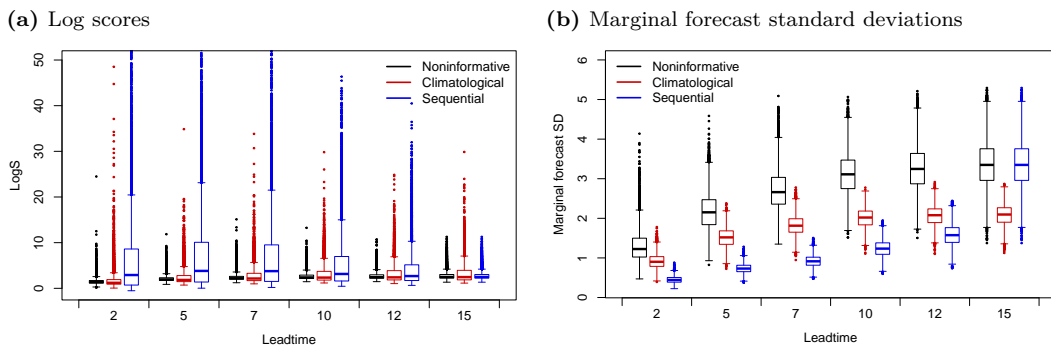 (a) Log scores
50
40
30
20
10
0
LogS
Noninformative
Climatological
Sequential
2 5 7 10 12 15
Leadtime
(b) Marginal forecast standard deviations
6
5
4
3
2
1
0
Marginal forecast SD
Noninformative
Climatological
Sequential
2 5 7 10 12 15
Leadtime